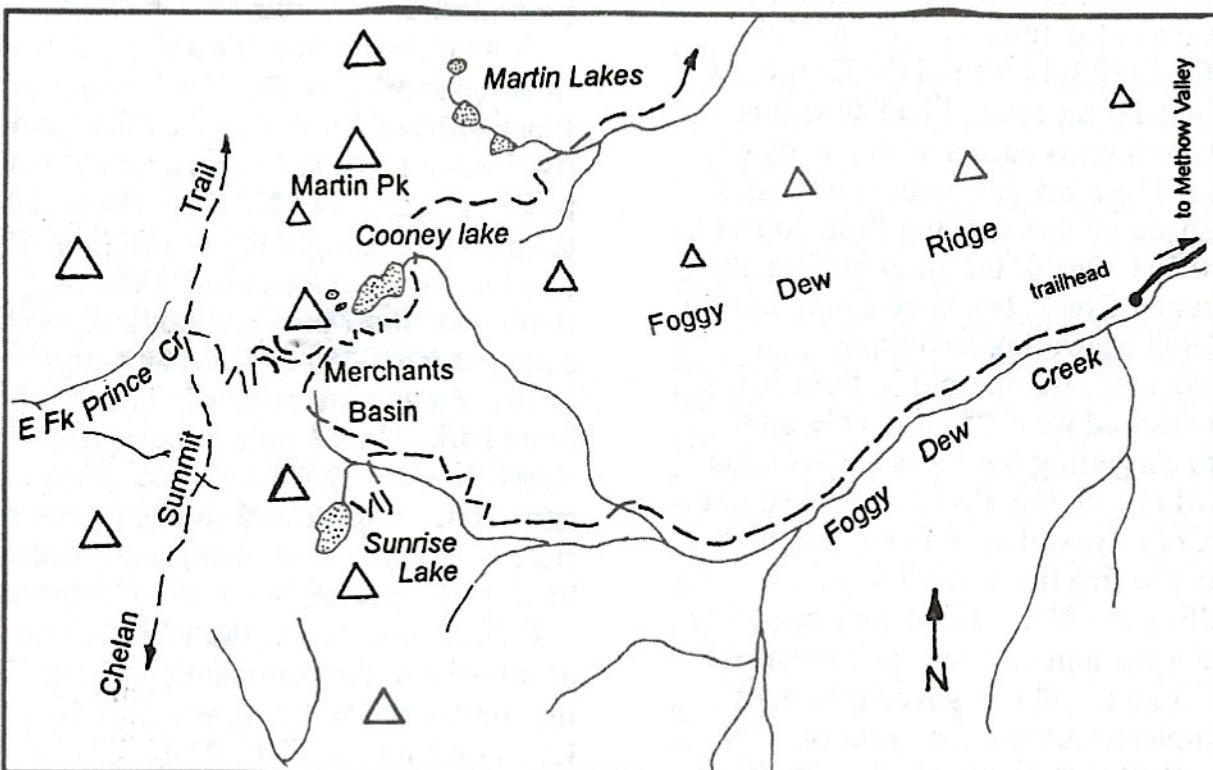 Martin Lakes
to Methow Valley
Trail
Martin Pk
Cooney lake
Ridge
Dew
Foggy
trailhead
E Fk Prince Cr
Merchants
Basin
Creek
Dew
Foggy
Summit
Sunrise
Lake
Chelan
N